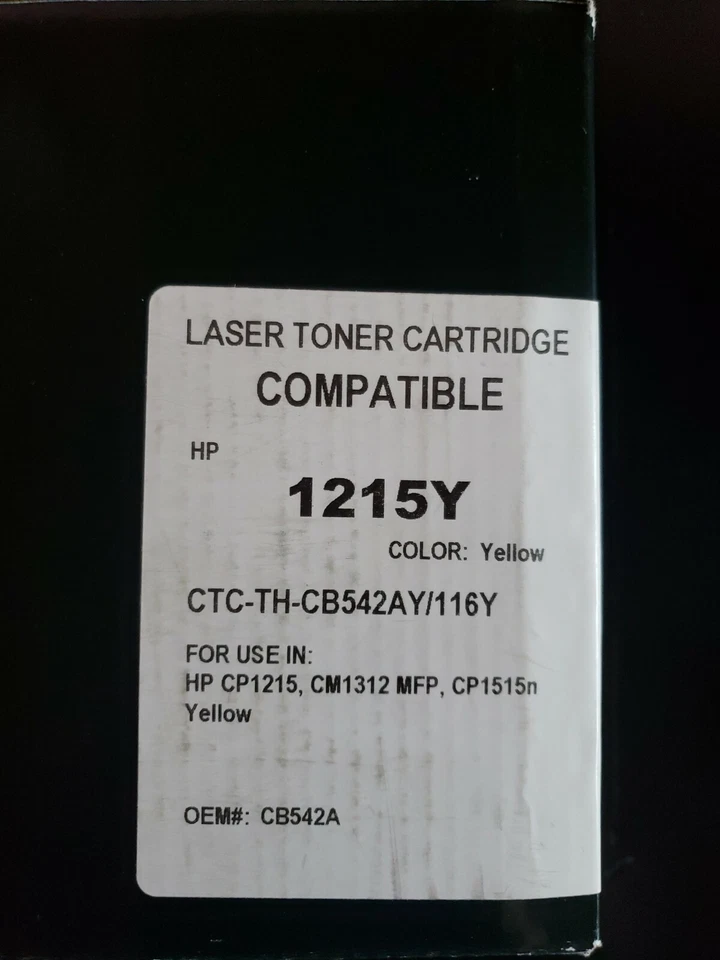 LASER TONER CARTRIDGE
COMPATIBLE
HP
1215Y
COLOR: Yellow
CTC-TH-CB542AY/116Y
FOR USE IN:
HP CP1215, CM1312 MFP, CP1515n
Yellow
OEM#: CB542A